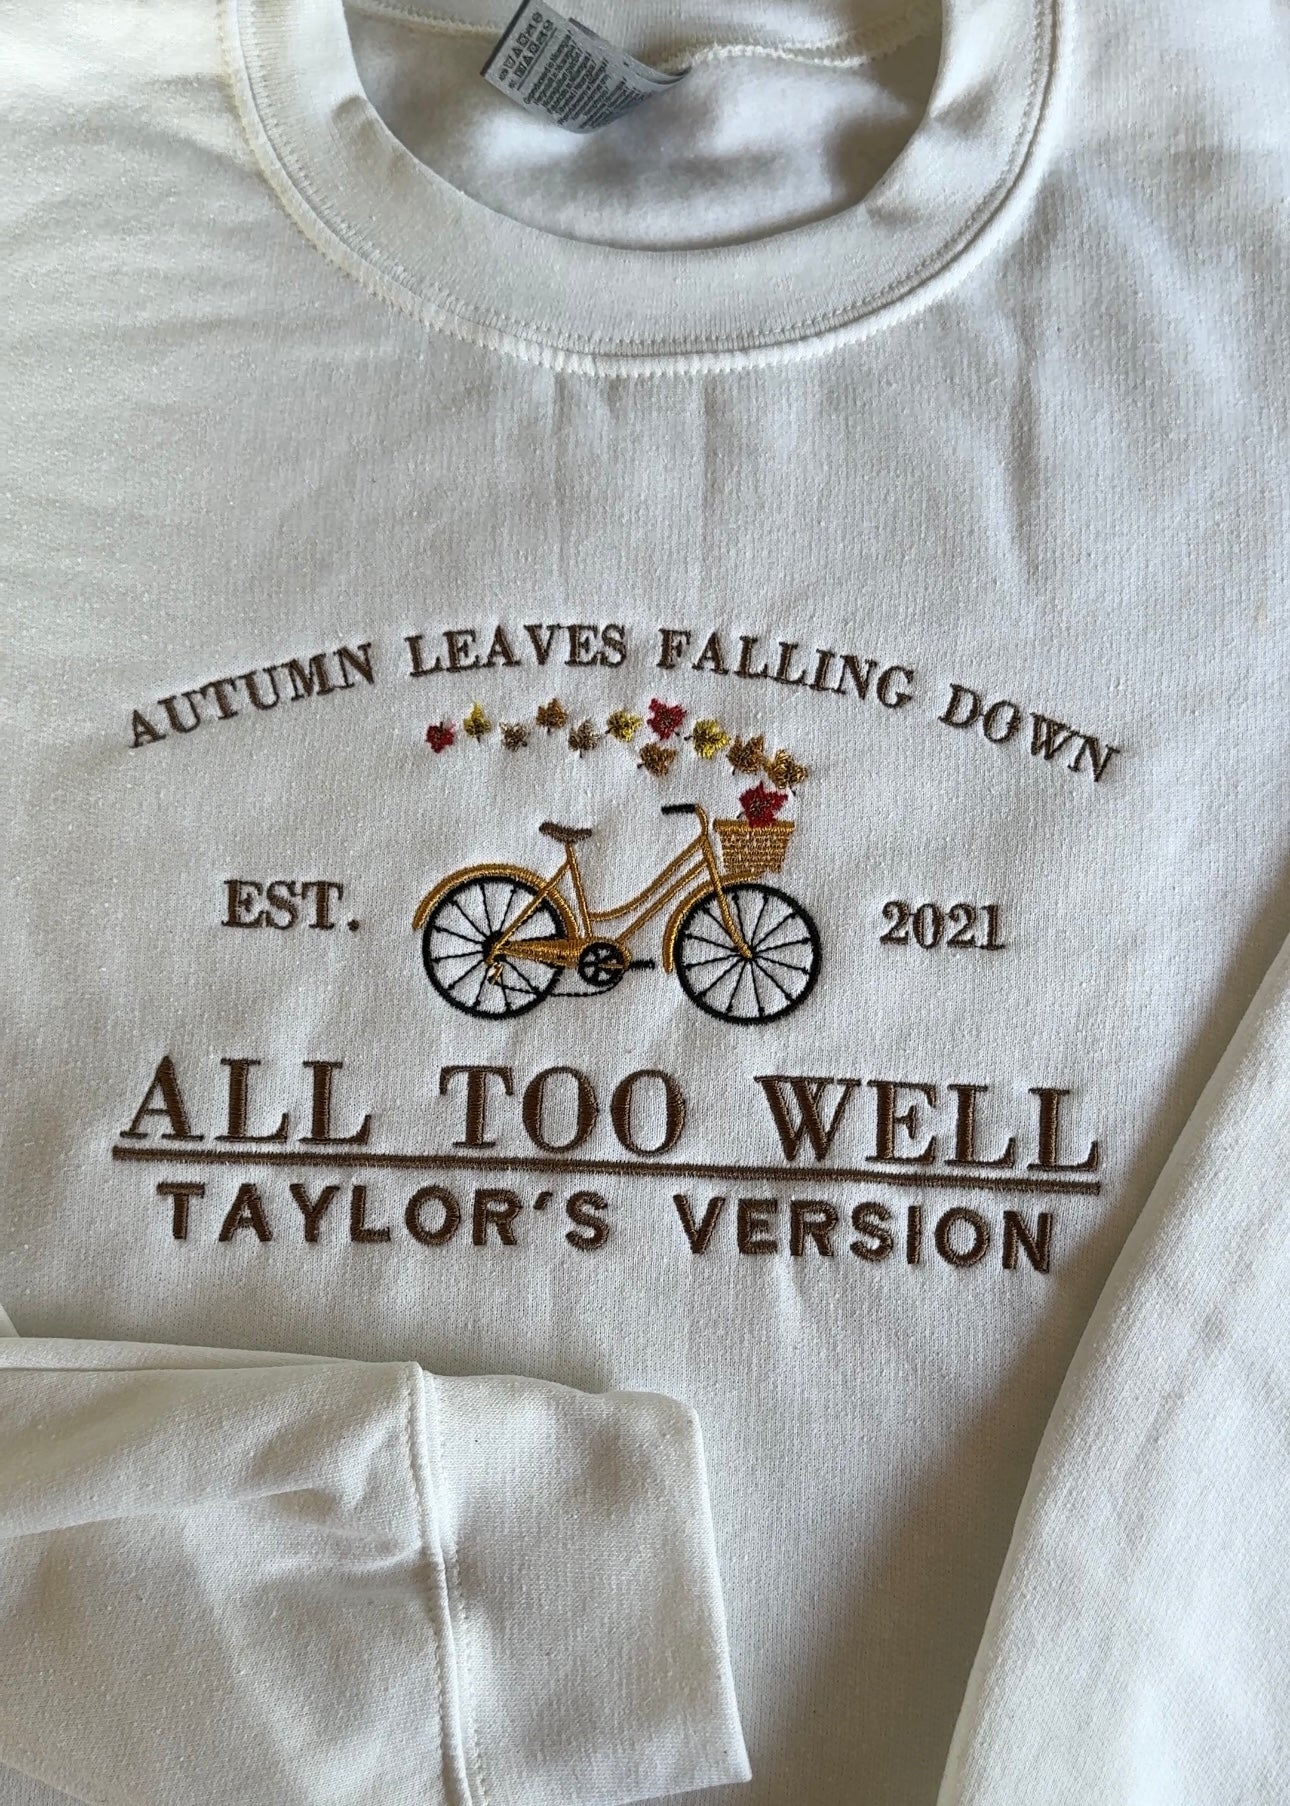 AUTUMN LEAVES FALLING DOWN
EST. 2021
ALL TOO WELL
TAYLOR'S VERSION